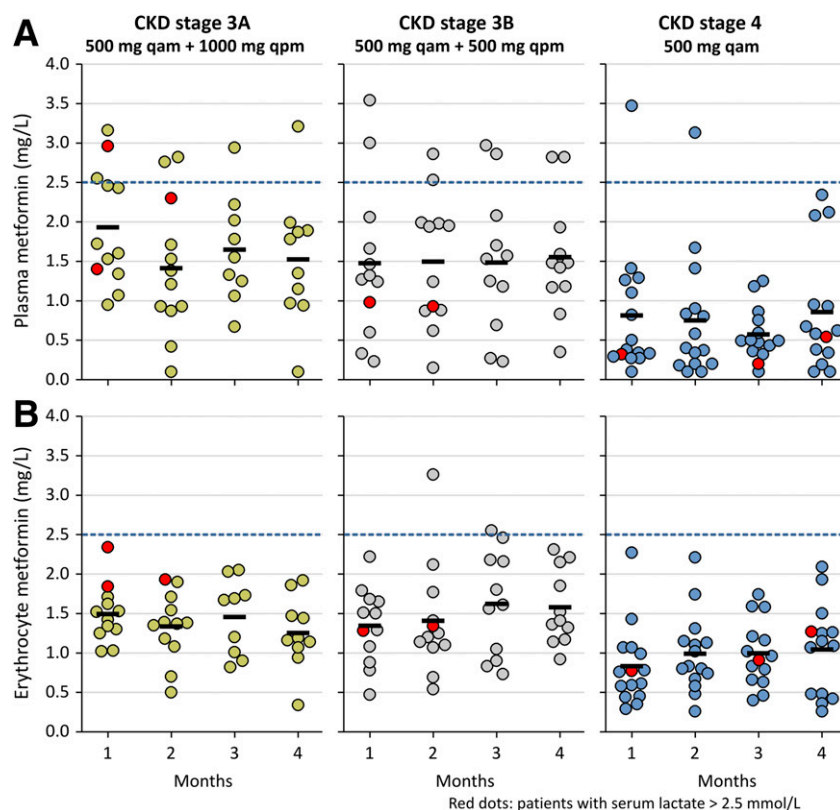 A
CKD stage 3A
500 mg qam + 1000 mg qpm
CKD stage 3B
500 mg qam + 500 mg qpm
CKD stage 4
500 mg qam
Plasma metformin (mg/L)
4.0
3.5
3.0
2.5
2.0
1.5
1.0
0.5
0.0
B
Erythrocyte metformin (mg/L)
4.0
3.5
3.0
2.5
2.0
1.5
1.0
0.5
0.0
1 2 3 4
1 2 3 4
1 2 3 4
Months
Months
Months
Red dots: patients with serum lactate > 2.5 mmol/L